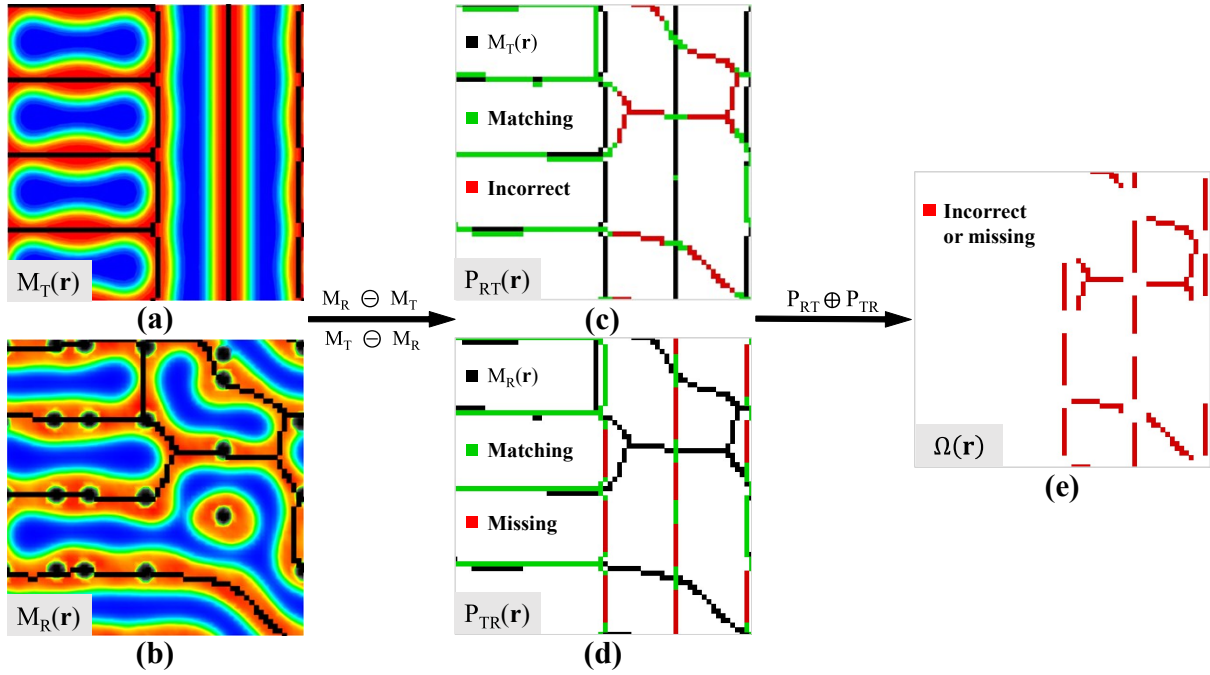 M_T(r)
(a)
M_R(r)
(b)
M_R ⊖ M_T
M_T ⊖ M_R
M_T(r)
Matching
Incorrect
P_RT(r)
(c)
M_R(r)
Matching
Missing
P_TR(r)
(d)
P_RT ⊕ P_TR
Incorrect
or missing
Ω(r)
(e)